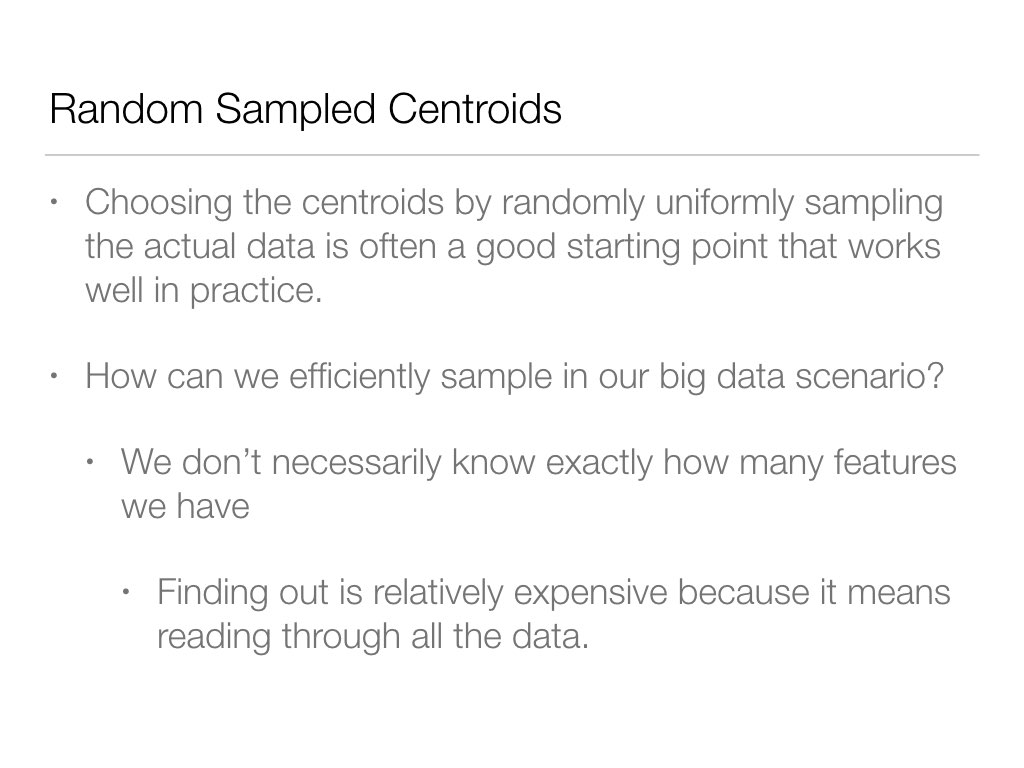 Random Sampled Centroids
• Choosing the centroids by randomly uniformly sampling
the actual data is often a good starting point that works
well in practice.
• How can we efficiently sample in our big data scenario?
• We don’t necessarily know exactly how many features
we have
• Finding out is relatively expensive because it means
reading through all the data.